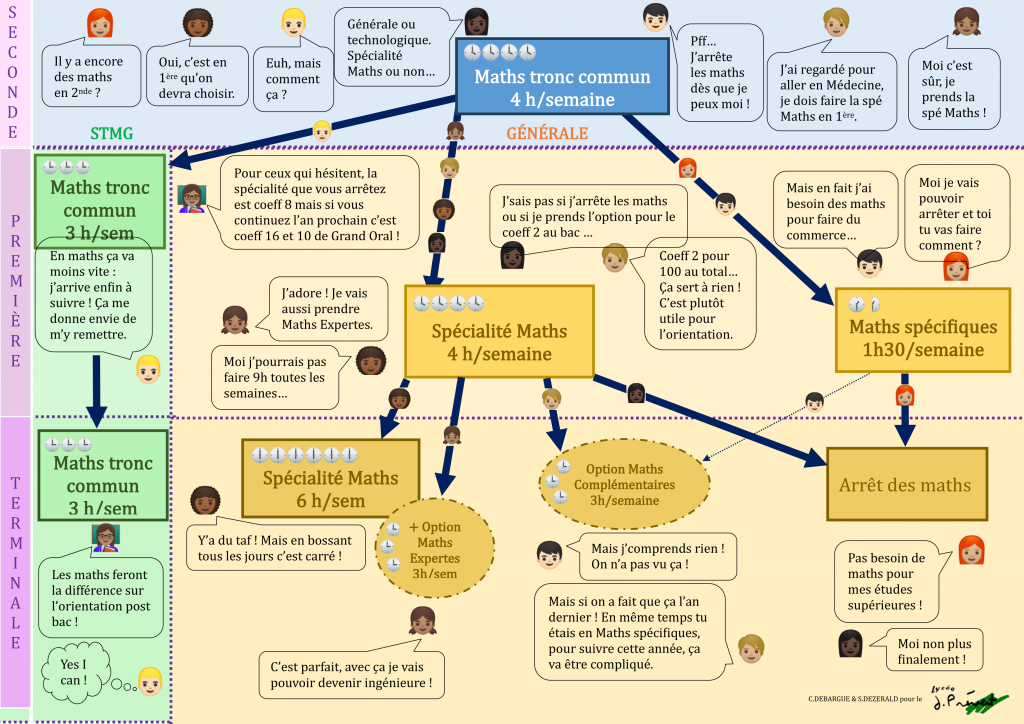 SECONDE
Il y a encore
des maths
en 2nde ?
Oui, c’est en
1ère qu’on
devra choisir.
Euh, mais
comment
ça ?
Générale ou
technologique.
Spécialité
Maths ou non…
Maths tronc commun
4 h/semaine
Pff…
J’arrête
les maths
dès que je
peux moi !
J’ai regardé pour
aller en Médecine,
je dois faire la spé
Maths en 1ère.
Moi c’est
sûr, je
prends la
spé Maths !
STMG
GÉNÉRALE
PREMIÈRE
Maths tronc
commun
3 h/sem
En maths ça va
moins vite :
j’arrive enfin à
suivre ! Ça me
donne envie de
m’y remettre.
Pour ceux qui hésitent, la
spécialité que vous arrêtez
est coeff 8 mais si vous
continuez l’an prochain c’est
coeff 16 et 10 de Grand Oral !
J’sais pas si j’arrête les maths
ou si je prends l’option pour le
coeff 2 au bac …
Coeff 2 pour
100 au total…
Ça sert à rien !
C’est plutôt
utile pour
l’orientation.
Mais en fait j’ai
besoin des maths
pour faire du
commerce…
Moi je vais
pouvoir
arrêter et toi
tu vas faire
comment ?
J’adore ! Je vais
aussi prendre
Maths Expertes.
Moi j’pourrais pas
faire 9h toutes les
semaines…
Spécialité Maths
4 h/semaine
Maths spécifiques
1h30/semaine
TERMINALE
Maths tronc
commun
3 h/sem
Les maths feront
la différence sur
l’orientation post
bac !
Yes I
can !
Spécialité Maths
6 h/sem
+ Option
Maths
Expertes
3h/sem
Y’a du taf ! Mais en bossant
tous les jours c’est carré !
C’est parfait, avec ça je vais
pouvoir devenir ingénieure !
Option Maths
Complémentaires
3h/semaine
Mais j’comprends rien !
On n’a pas vu ça !
Mais si on a fait que ça l’an
dernier ! En même temps tu
étais en Maths spécifiques,
pour suivre cette année, ça
va être compliqué.
Arrêt des maths
Pas besoin de
maths pour
mes études
supérieures !
Moi non plus
finalement !
C.DEBARGUE & S.DEZERALD pour le
Lycée
J. Prévert